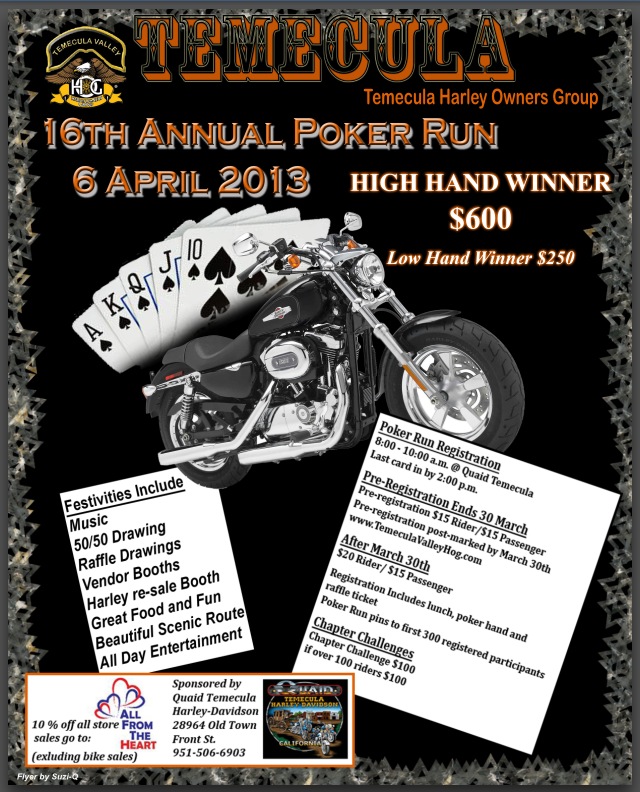 TEMECULA VALLEY
HOG
TEMECULA
Temecula Harley Owners Group
16TH ANNUAL POKER RUN
6 APRIL 2013
HIGH HAND WINNER
$600
Low Hand Winner $250
A
K
Q
J
10
Poker Run Registration
8:00 - 10:00 a.m. @ Quaid Temecula
Last card in by 2:00 p.m.
Pre-Registration Ends 30 March
Pre-registration $15 Rider/$15 Passenger
Pre-registration post-marked by March 30th
www.TemeculaValleyHog.com
After March 30th
$20 Rider/ $15 Passenger
Registration Includes lunch, poker hand and
raffle ticket
Poker Run pins to first 300 registered participants
Chapter Challenges
Chapter Challenge $100
if over 100 riders $100
Festivities Include
Music
50/50 Drawing
Raffle Drawings
Vendor Booths
Harley re-sale Booth
Great Food and Fun
Beautiful Scenic Route
All Day Entertainment
10 % off all store
sales go to:
(exluding bike sales)
ALL
FROM
THE
HEART
Sponsored by
Quaid Temecula
Harley-Davidson
28964 Old Town
Front St.
951-506-6903
QUAID
TEMECULA
HARLEY-DAVIDSON
CALIFORNIA
Flyer by Suzi-Q